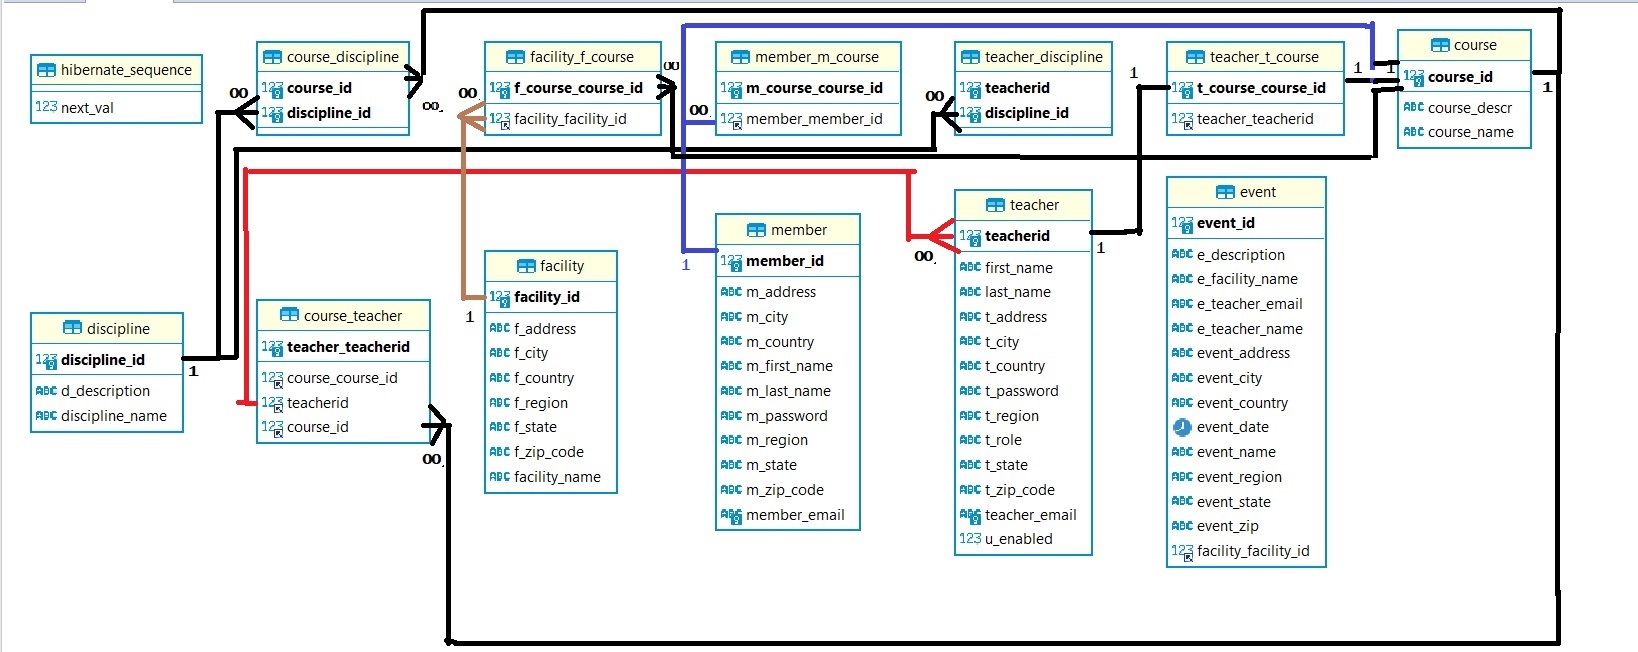 hibernate_sequence
123 next_val
course_discipline
123 course_id
123 discipline_id
facility_f_course
123 f_course_course_id
123 facility_facility_id
member_m_course
123 m_course_course_id
123 member_member_id
teacher_discipline
123 teacherid
123 discipline_id
teacher_t_course
123 t_course_course_id
123 teacher_teacherid
course
123 course_id
ABC course_descr
ABC course_name
00
00.
00
00
00.
00
1
1
1
1
discipline
123 discipline_id
ABC d_description
ABC discipline_name
1
course_teacher
123 teacher_teacherid
123 course_course_id
123 teacherid
123 course_id
00.
facility
123 facility_id
ABC f_address
ABC f_city
ABC f_country
ABC f_region
ABC f_state
ABC f_zip_code
ABC facility_name
1
member
123 member_id
ABC m_address
ABC m_city
ABC m_country
ABC m_first_name
ABC m_last_name
ABC m_password
ABC m_region
ABC m_state
ABC m_zip_code
ABC member_email
1
teacher
123 teacherid
ABC first_name
ABC last_name
ABC t_address
ABC t_city
ABC t_country
ABC t_password
ABC t_region
ABC t_role
ABC t_state
ABC t_zip_code
ABC teacher_email
123 u_enabled
00.
1
event
123 event_id
ABC e_description
ABC e_facility_name
ABC e_teacher_email
ABC e_teacher_name
ABC event_address
ABC event_city
ABC event_country
event_date
ABC event_name
ABC event_region
ABC event_state
ABC event_zip
123 facility_facility_id